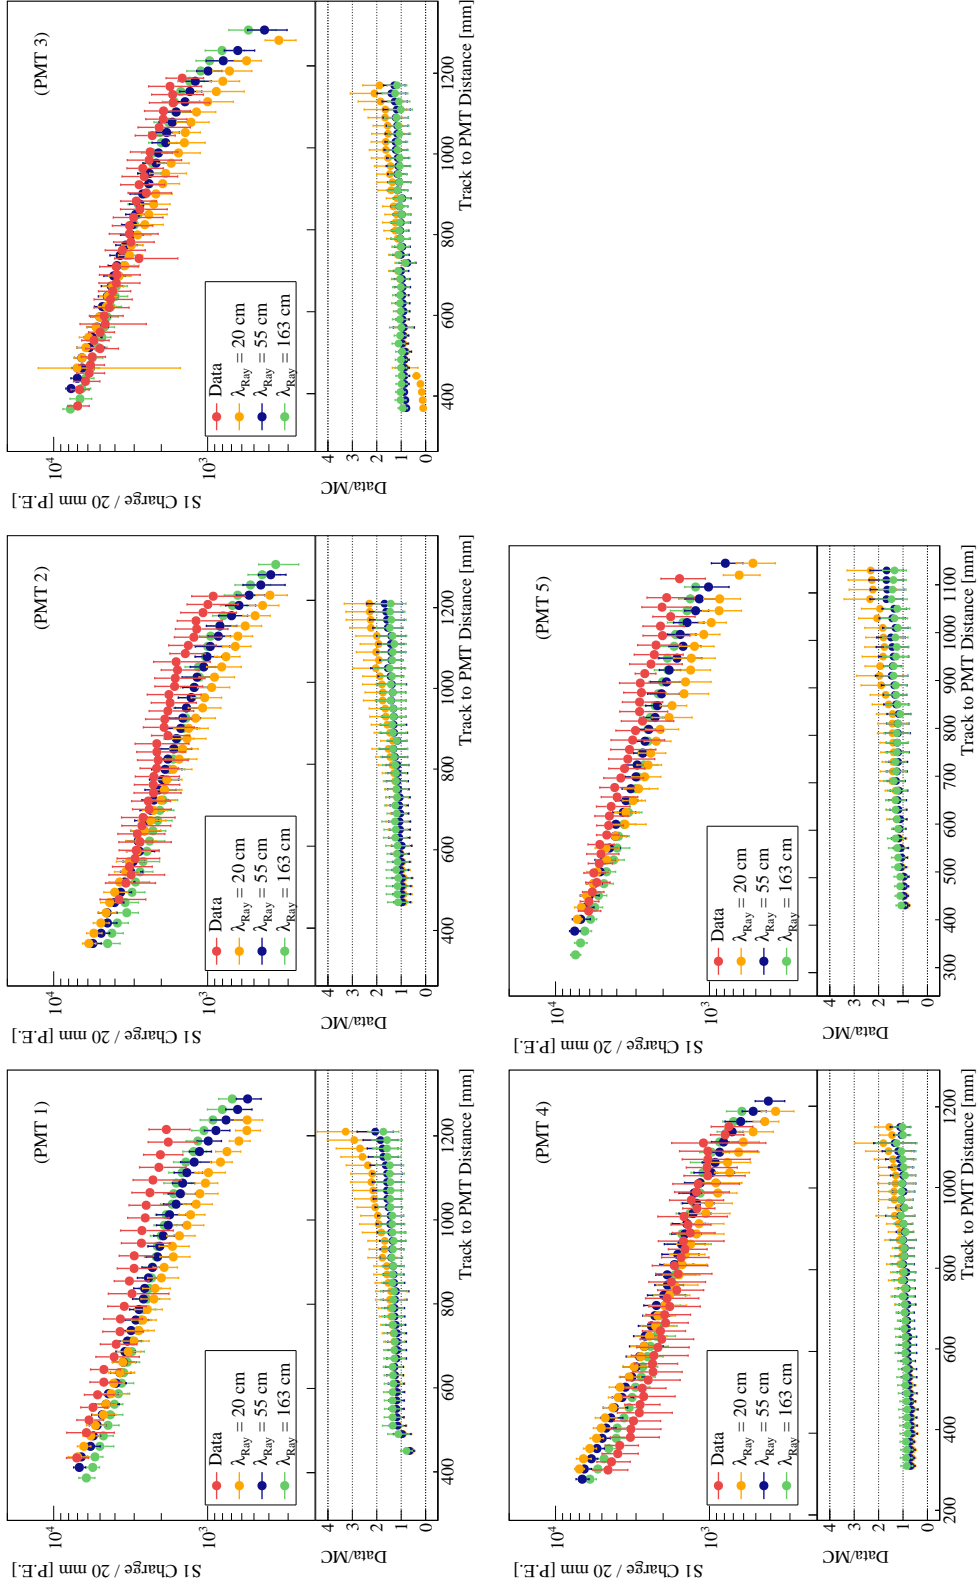 S1 Charge / 20 mm [P.E.]
10⁴
10³
(PMT 1)
Data
λRay = 20 cm
λRay = 55 cm
λRay = 163 cm
Data/MC
4
3
2
1
0
400 600 800 1000 1200
Track to PMT Distance [mm]
S1 Charge / 20 mm [P.E.]
10⁴
10³
(PMT 2)
Data
λRay = 20 cm
λRay = 55 cm
λRay = 163 cm
Data/MC
4
3
2
1
0
400 600 800 1000 1200
Track to PMT Distance [mm]
S1 Charge / 20 mm [P.E.]
10⁴
10³
(PMT 3)
Data
λRay = 20 cm
λRay = 55 cm
λRay = 163 cm
Data/MC
4
3
2
1
0
400 600 800 1000 1200
Track to PMT Distance [mm]
S1 Charge / 20 mm [P.E.]
10⁴
10³
(PMT 4)
Data
λRay = 20 cm
λRay = 55 cm
λRay = 163 cm
Data/MC
4
3
2
1
0
200 400 600 800 1000 1200
Track to PMT Distance [mm]
S1 Charge / 20 mm [P.E.]
10⁴
10³
(PMT 5)
Data
λRay = 20 cm
λRay = 55 cm
λRay = 163 cm
Data/MC
4
3
2
1
0
300 400 500 600 700 800 900 1000 1100
Track to PMT Distance [mm]